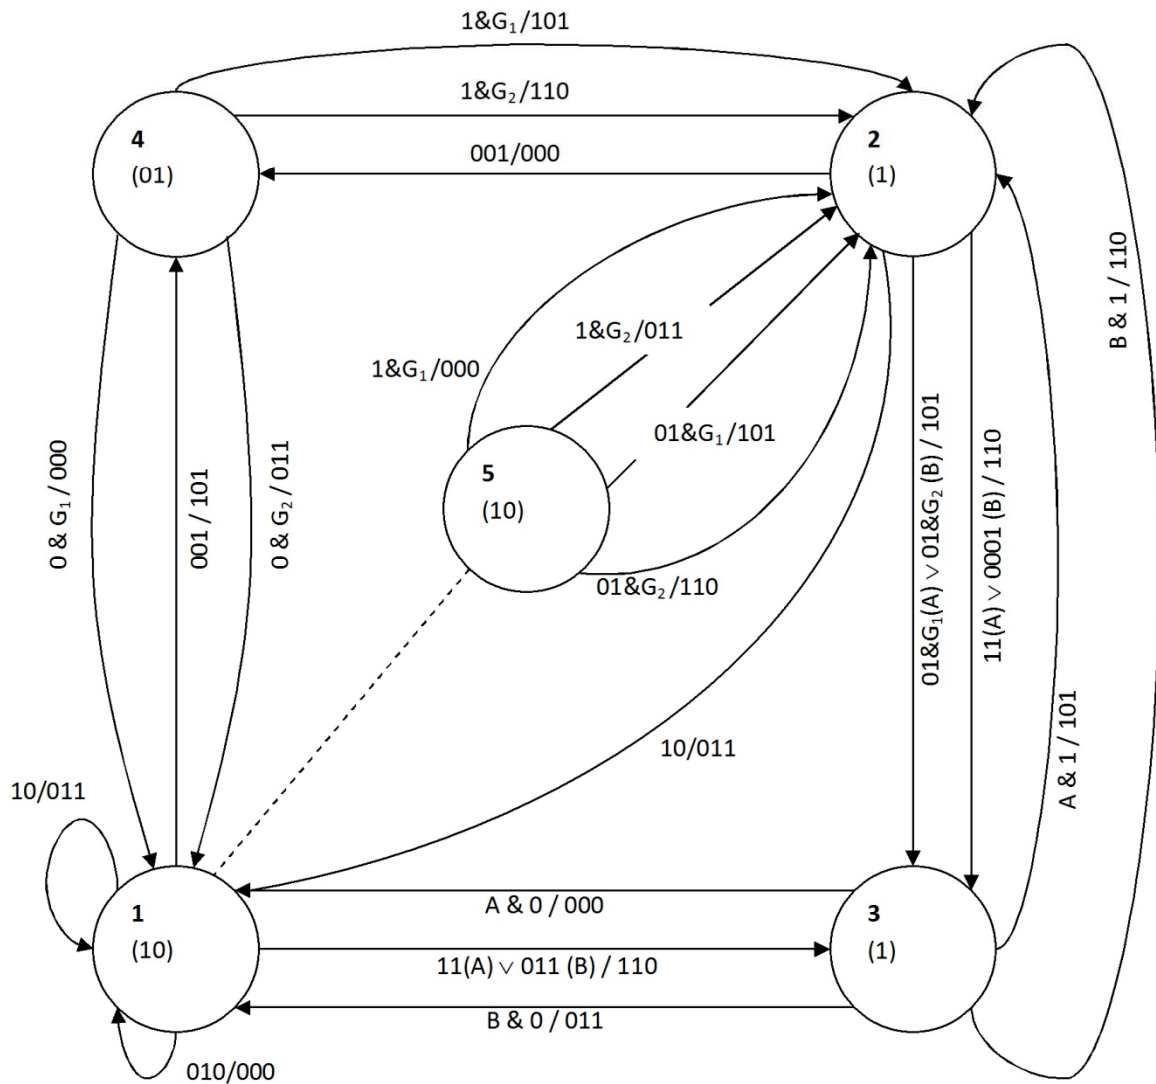 1&G₁/101
1&G₂/110
4
(01)
2
(1)
001/000
B & 1 / 110
1&G₂/011
1&G₁/000
01&G₁/101
5
(10)
0 & G₁ / 000
001 / 101
0 & G₂ / 011
01&G₂/110
01&G₁(A) ∨ 01&G₂ (B) / 101
11(A) ∨ 0001 (B) / 110
A & 1 / 101
10/011
10/011
1
(10)
A & 0 / 000
3
(1)
11(A) ∨ 011 (B) / 110
B & 0 / 011
010/000